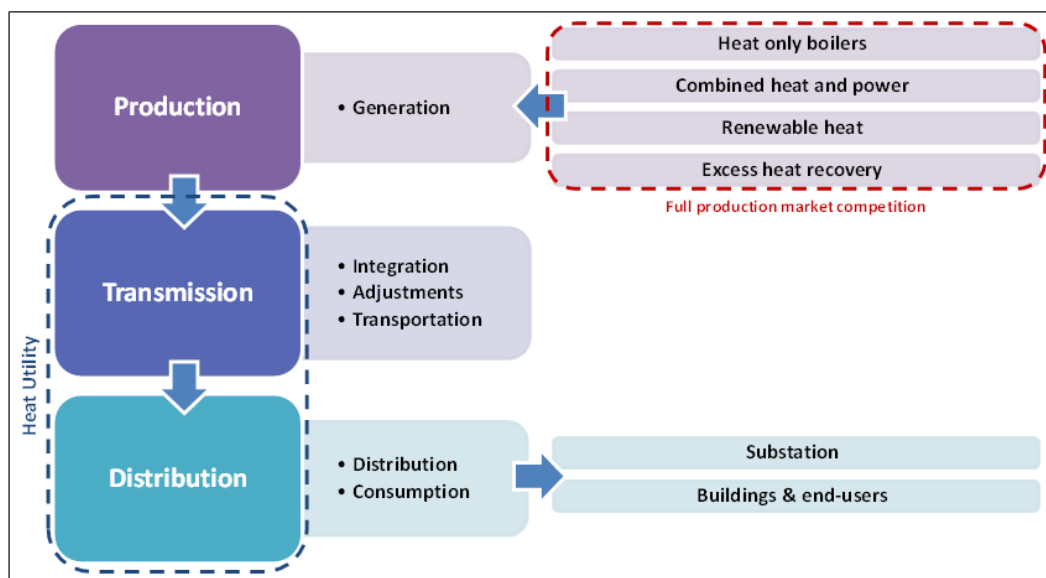 Production
• Generation
Heat only boilers
Combined heat and power
Renewable heat
Excess heat recovery
Full production market competition
Heat Utility
Transmission
• Integration
• Adjustments
• Transportation
Distribution
• Distribution
• Consumption
Substation
Buildings & end-users